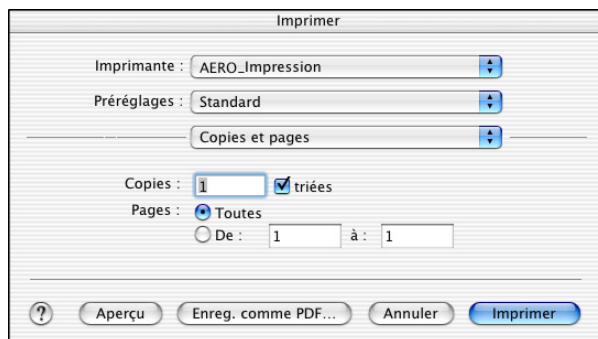 Imprimer
Imprimante : AERO_Impression
Préréglages : Standard
Copies et pages
Copies : 1 triées
Pages : Toutes
De : 1 à : 1
? Aperçu Enreg. comme PDF... Annuler Imprimer